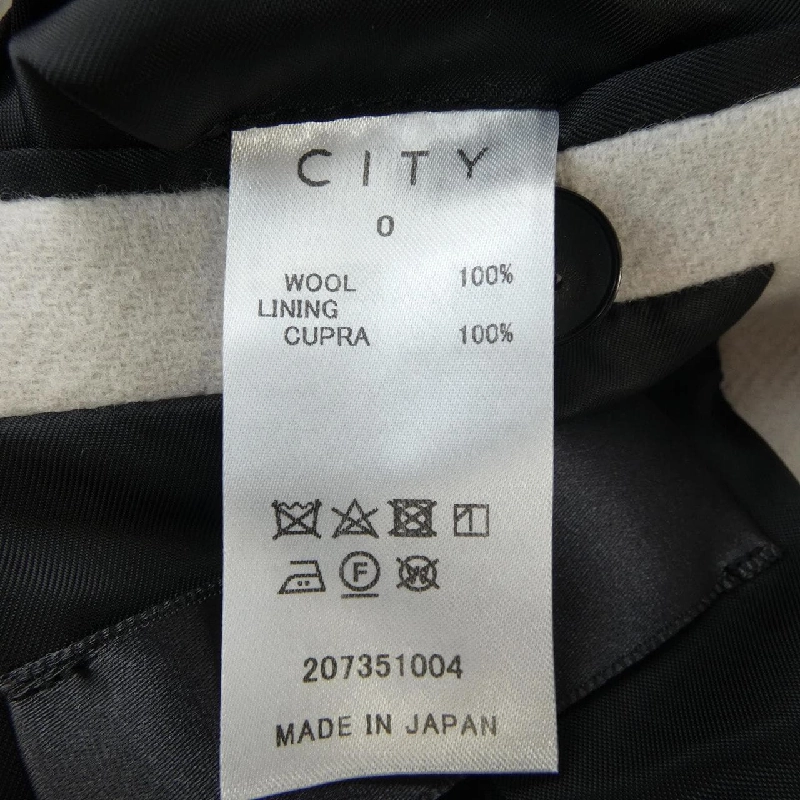 CITY
0
WOOL 100%
LINING
CUPRA 100%
F
W
207351004
MADE IN JAPAN